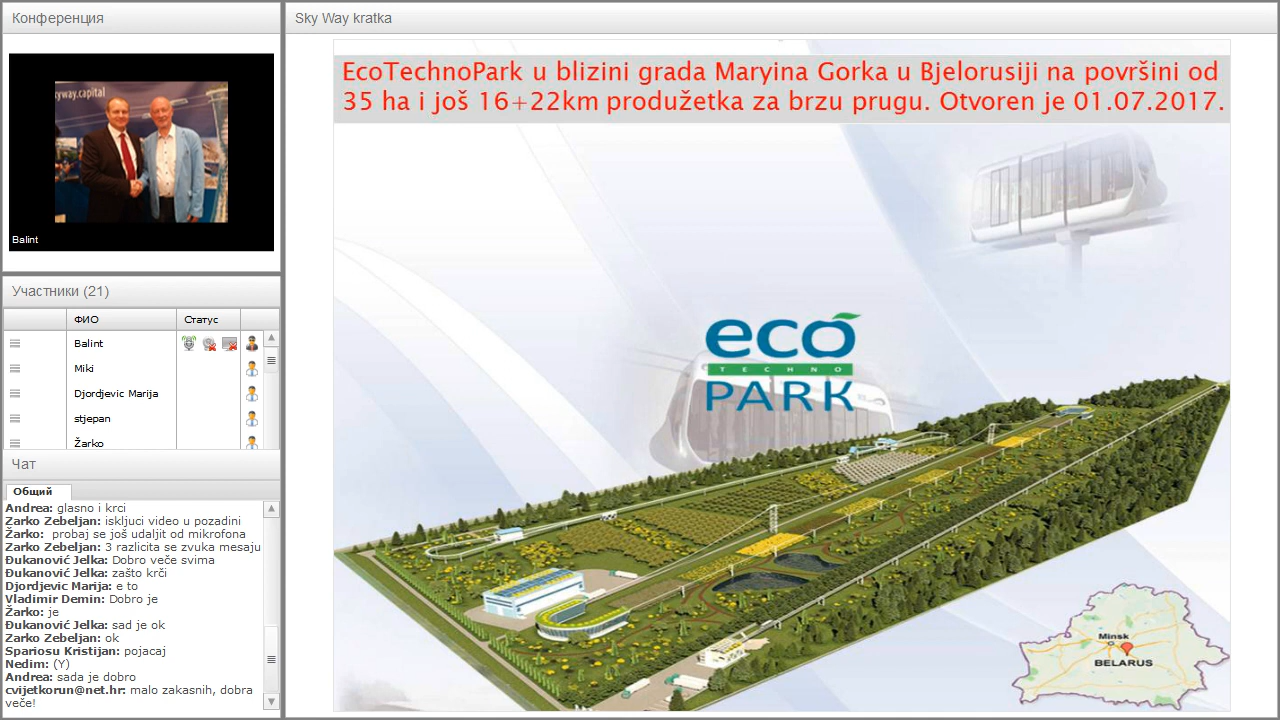 Конференция
kyway.capital
Balint
Участники (21)
ФИО
Статус
Balint
Miki
Djordjevic Marija
stjepan
Žarko
Чат
Общий
Andrea: glasno i krci
Zarko Zebeljan: iskljuci video u pozadini
Žarko: probaj se još udaljit od mikrofona
Zarko Zebeljan: 3 razlicita se zvuka mesaju
Đukanović Jelka: Dobro veče svima
Đukanović Jelka: zašto krči
Djordjevic Marija: e to
Vladimir Demin: Dobro je
Žarko: je
Đukanović Jelka: sad je ok
Zarko Zebeljan: ok
Spariosu Kristijan: pojacaj
Nedim: (Y)
Andrea: sada je dobro
cvijetkorun@net.hr: malo zakasnih, dobra
veče!
Sky Way kratka
EcoTechnoPark u blizini grada Maryina Gorka u Bjelorusiji na površini od
35 ha i još 16+22km produžetka za brzu prugu. Otvoren je 01.07.2017.
eco
TECHNO
PARK
Minsk
BELARUS